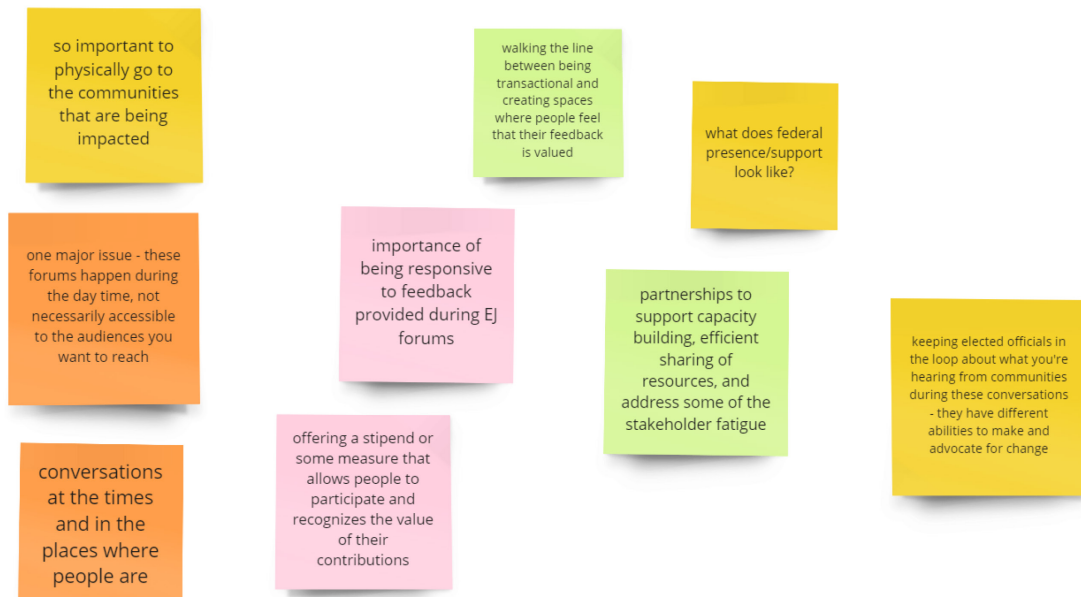 so important to
physically go to
the communities
that are being
impacted
walking the line
between being
transactional and
creating spaces
where people feel
that their feedback
is valued
what does federal
presence/support
look like?
one major issue - these
forums happen during
the day time, not
necessarily accessible
to the audiences you
want to reach
importance of
being responsive
to feedback
provided during EJ
forums
partnerships to
support capacity
building, efficient
sharing of
resources, and
address some of the
stakeholder fatigue
keeping elected officials in
the loop about what you're
hearing from communities
during these conversations
- they have different
abilities to make and
advocate for change
conversations
at the times
and in the
places where
people are
offering a stipend or
some measure that
allows people to
participate and
recognizes the value
of their
contributions